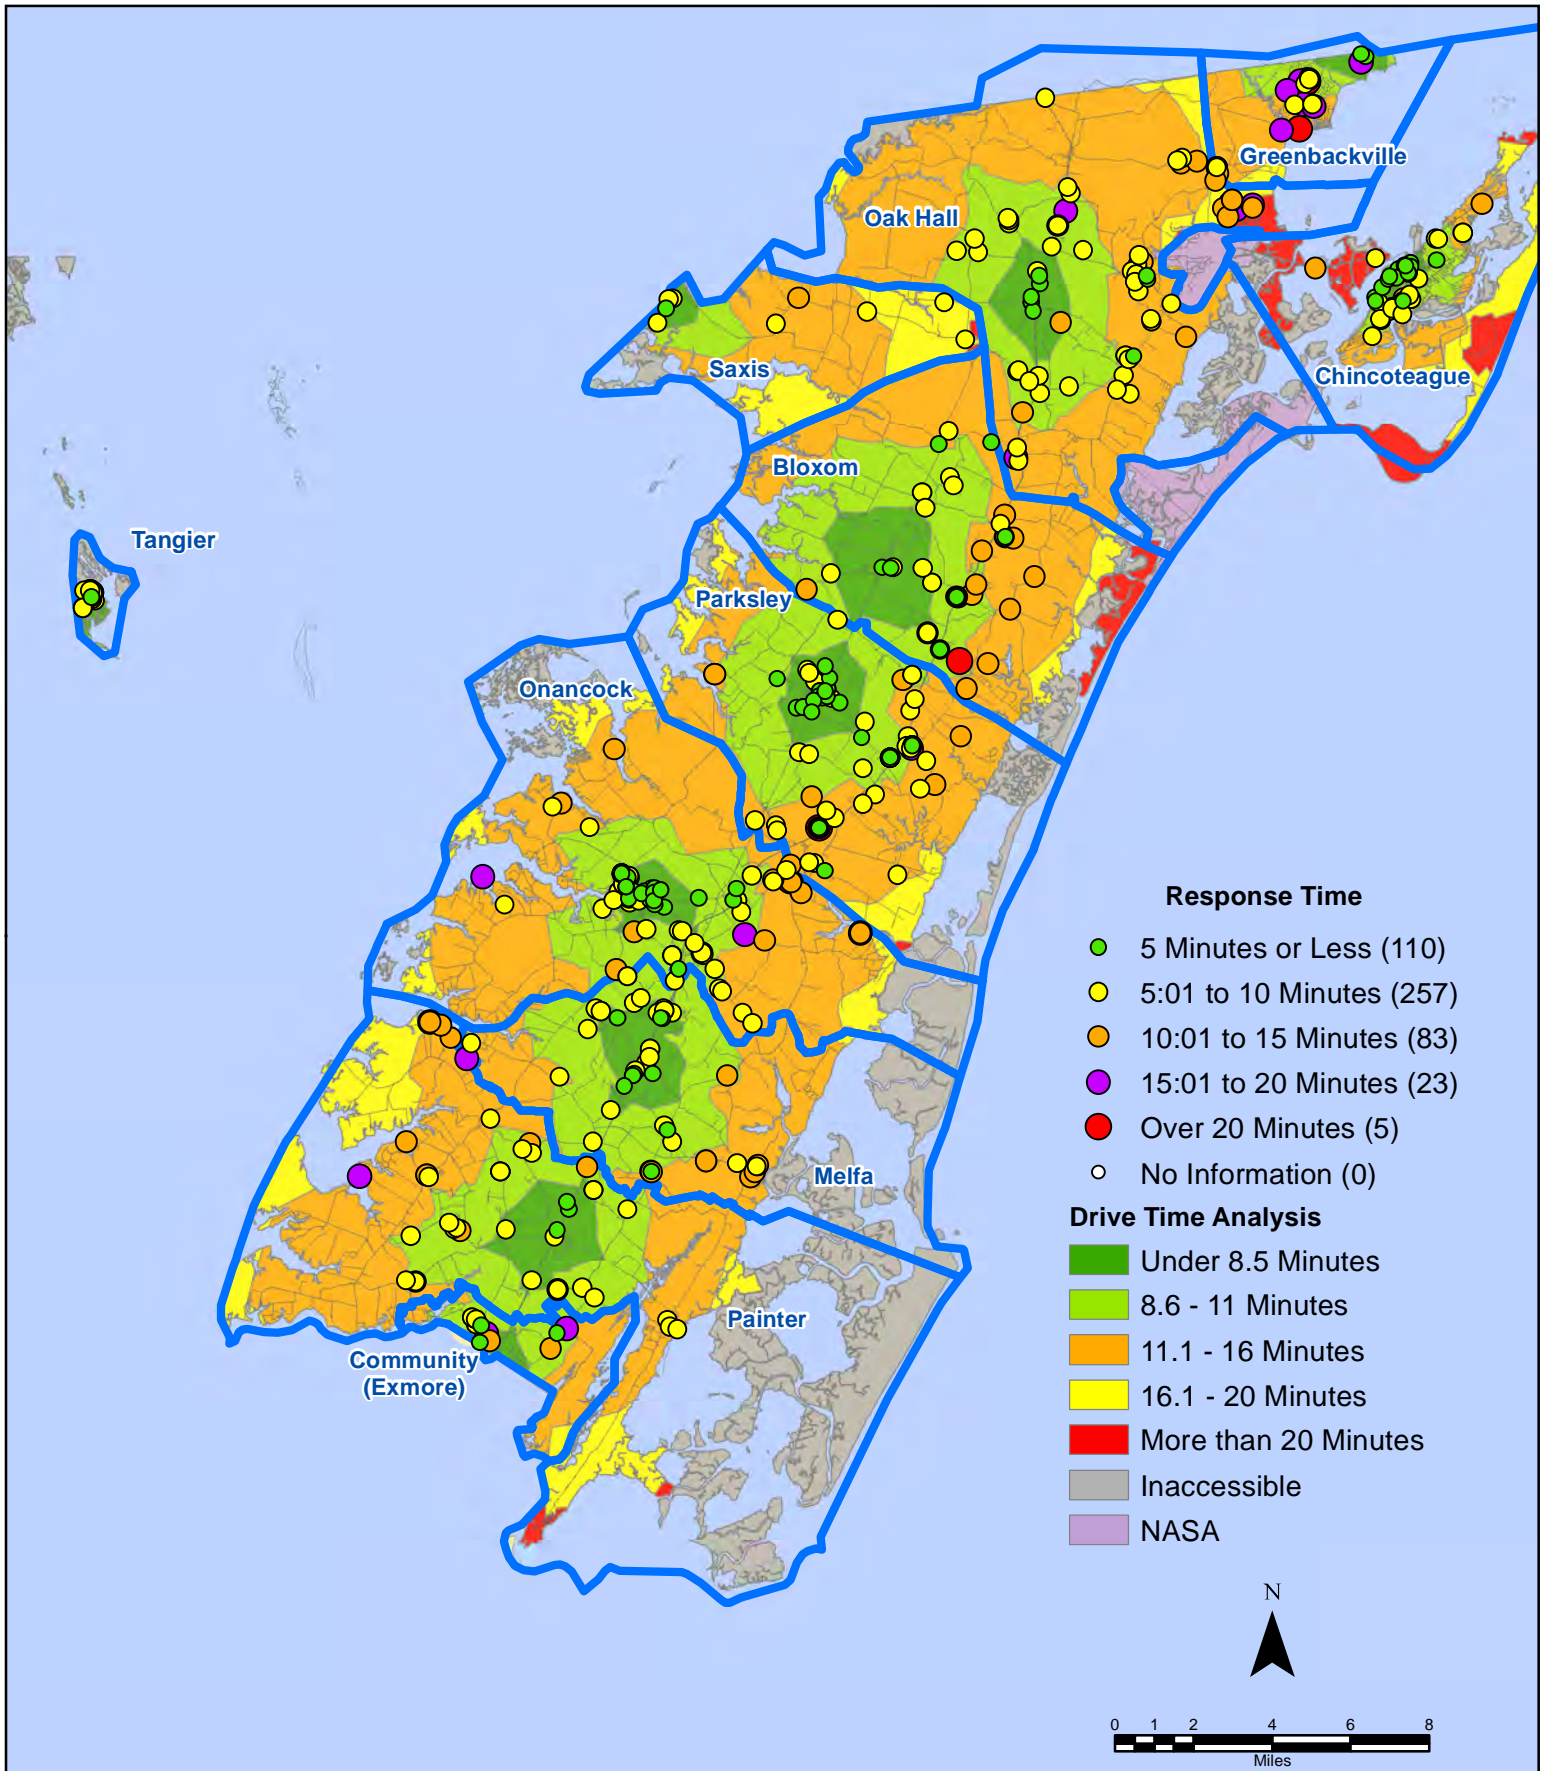 Greenbackville
Oak Hall
Saxis
Chincoteague
Bloxom
Tangier
Parksley
Onancock
Melfa
Painter
Community
(Exmore)
Response Time
5 Minutes or Less (110)
5:01 to 10 Minutes (257)
10:01 to 15 Minutes (83)
15:01 to 20 Minutes (23)
Over 20 Minutes (5)
No Information (0)
Drive Time Analysis
Under 8.5 Minutes
8.6 - 11 Minutes
11.1 - 16 Minutes
16.1 - 20 Minutes
More than 20 Minutes
Inaccessible
NASA
N
0 1 2 4 6 8
Miles